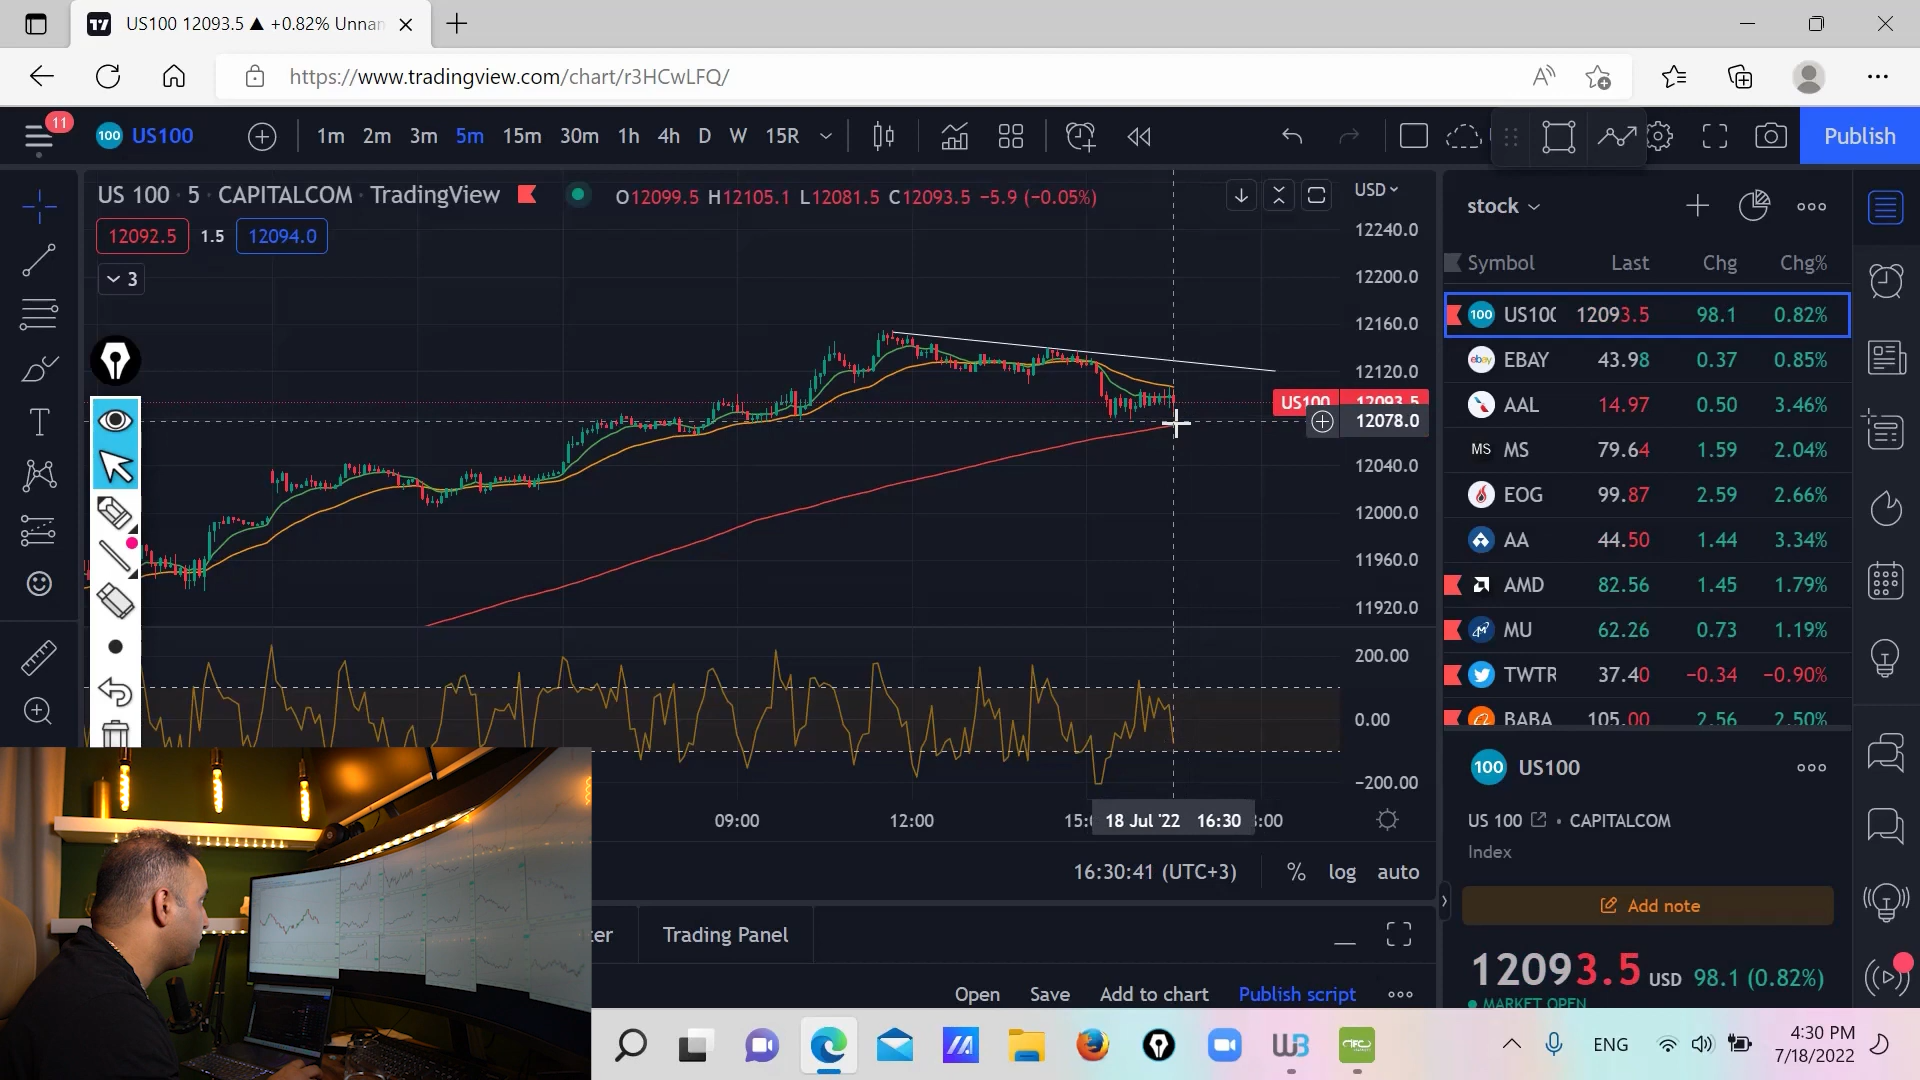 US100 12093.5 ▲ +0.82% Unnan
https://www.tradingview.com/chart/r3HCwLFQ/
11
100 US100 1m 2m 3m 5m 15m 30m 1h 4h D W 15R Publish
US 100 · 5 · CAPITALCOM · TradingView O12099.5 H12105.1 L12081.5 C12093.5 −5.9 (−0.05%) USD
12092.5 1.5 12094.0
3
12240.0
12200.0
12160.0
12120.0
US100 12093.5
12078.0
12040.0
12000.0
11960.0
11920.0
200.00
0.00
−200.00
09:00 12:00 18 Jul '22 16:30
16:30:41 (UTC+3) % log auto
Trading Panel
Open Save Add to chart Publish script
stock
Symbol Last Chg Chg%
100 US100 12093.5 98.1 0.82%
ebay EBAY 43.98 0.37 0.85%
AAL 14.97 0.50 3.46%
MS MS 79.64 1.59 2.04%
EOG 99.87 2.59 2.66%
AA 44.50 1.44 3.34%
AMD 82.56 1.45 1.79%
MU 62.26 0.73 1.19%
TWTR 37.40 −0.34 −0.90%
BABA 105.00 2.56 2.50%
100 US100
US 100 • CAPITALCOM
Index
Add note
12093.5 USD 98.1 (0.82%)
MARKET OPEN
ENG 4:30 PM
7/18/2022